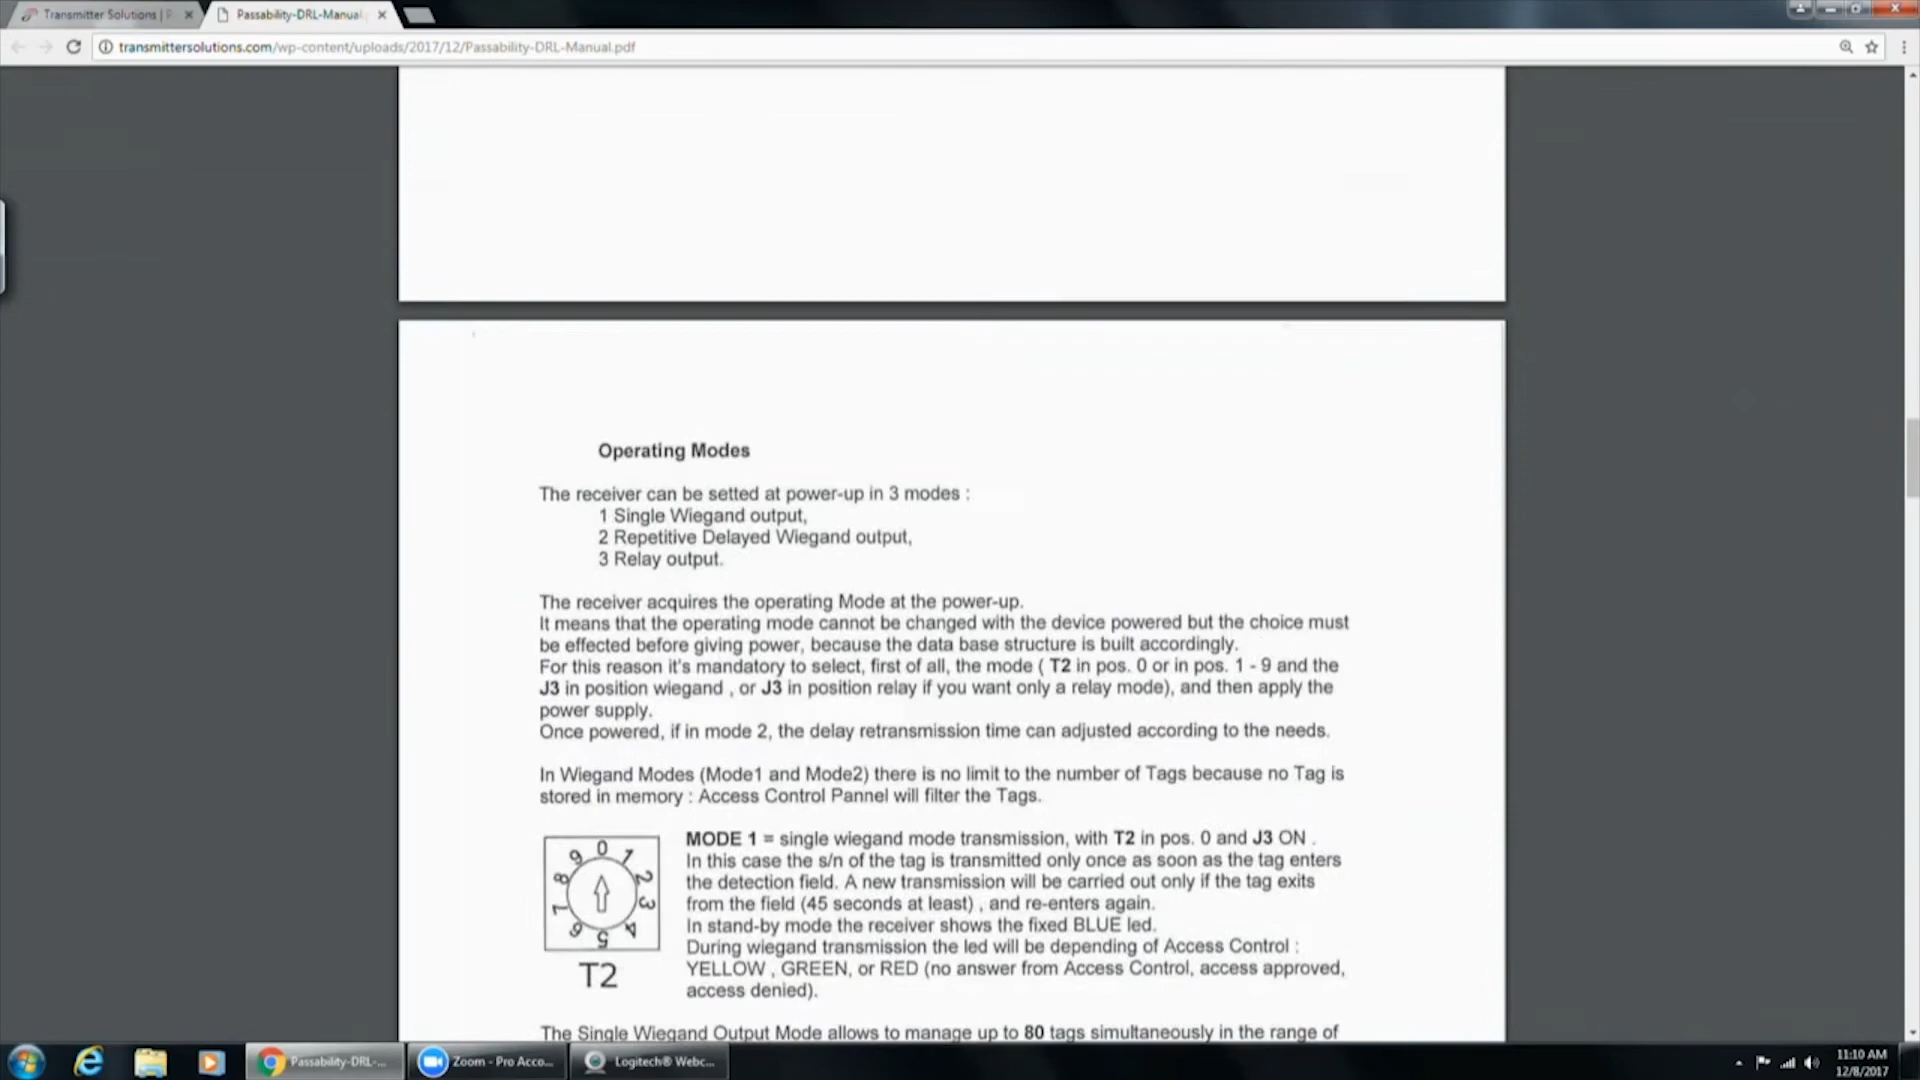 Transmitter Solutions |
Passability-DRL-Manual.
transmittersolutions.com/wp-content/uploads/2017/12/Passability-DRL-Manual.pdf
Operating Modes
The receiver can be setted at power-up in 3 modes :
1 Single Wiegand output,
2 Repetitive Delayed Wiegand output,
3 Relay output.
The receiver acquires the operating Mode at the power-up.
It means that the operating mode cannot be changed with the device powered but the choice must
be effected before giving power, because the data base structure is built accordingly.
For this reason it's mandatory to select, first of all, the mode ( T2 in pos. 0 or in pos. 1 - 9 and the
J3 in position wiegand , or J3 in position relay if you want only a relay mode), and then apply the
power supply.
Once powered, if in mode 2, the delay retransmission time can adjusted according to the needs.
In Wiegand Modes (Mode1 and Mode2) there is no limit to the number of Tags because no Tag is
stored in memory : Access Control Pannel will filter the Tags.
0 1 2 3 4 5 6 7 8 9
T2
MODE 1 = single wiegand mode transmission, with T2 in pos. 0 and J3 ON .
In this case the s/n of the tag is transmitted only once as soon as the tag enters
the detection field. A new transmission will be carried out only if the tag exits
from the field (45 seconds at least) , and re-enters again.
In stand-by mode the receiver shows the fixed BLUE led.
During wiegand transmission the led will be depending of Access Control :
YELLOW , GREEN, or RED (no answer from Access Control, access approved,
access denied).
The Single Wiegand Output Mode allows to manage up to 80 tags simultaneously in the range of
Passability-DRL-...
Zoom - Pro Acco...
Logitech® Webc...
11:10 AM
12/8/2017